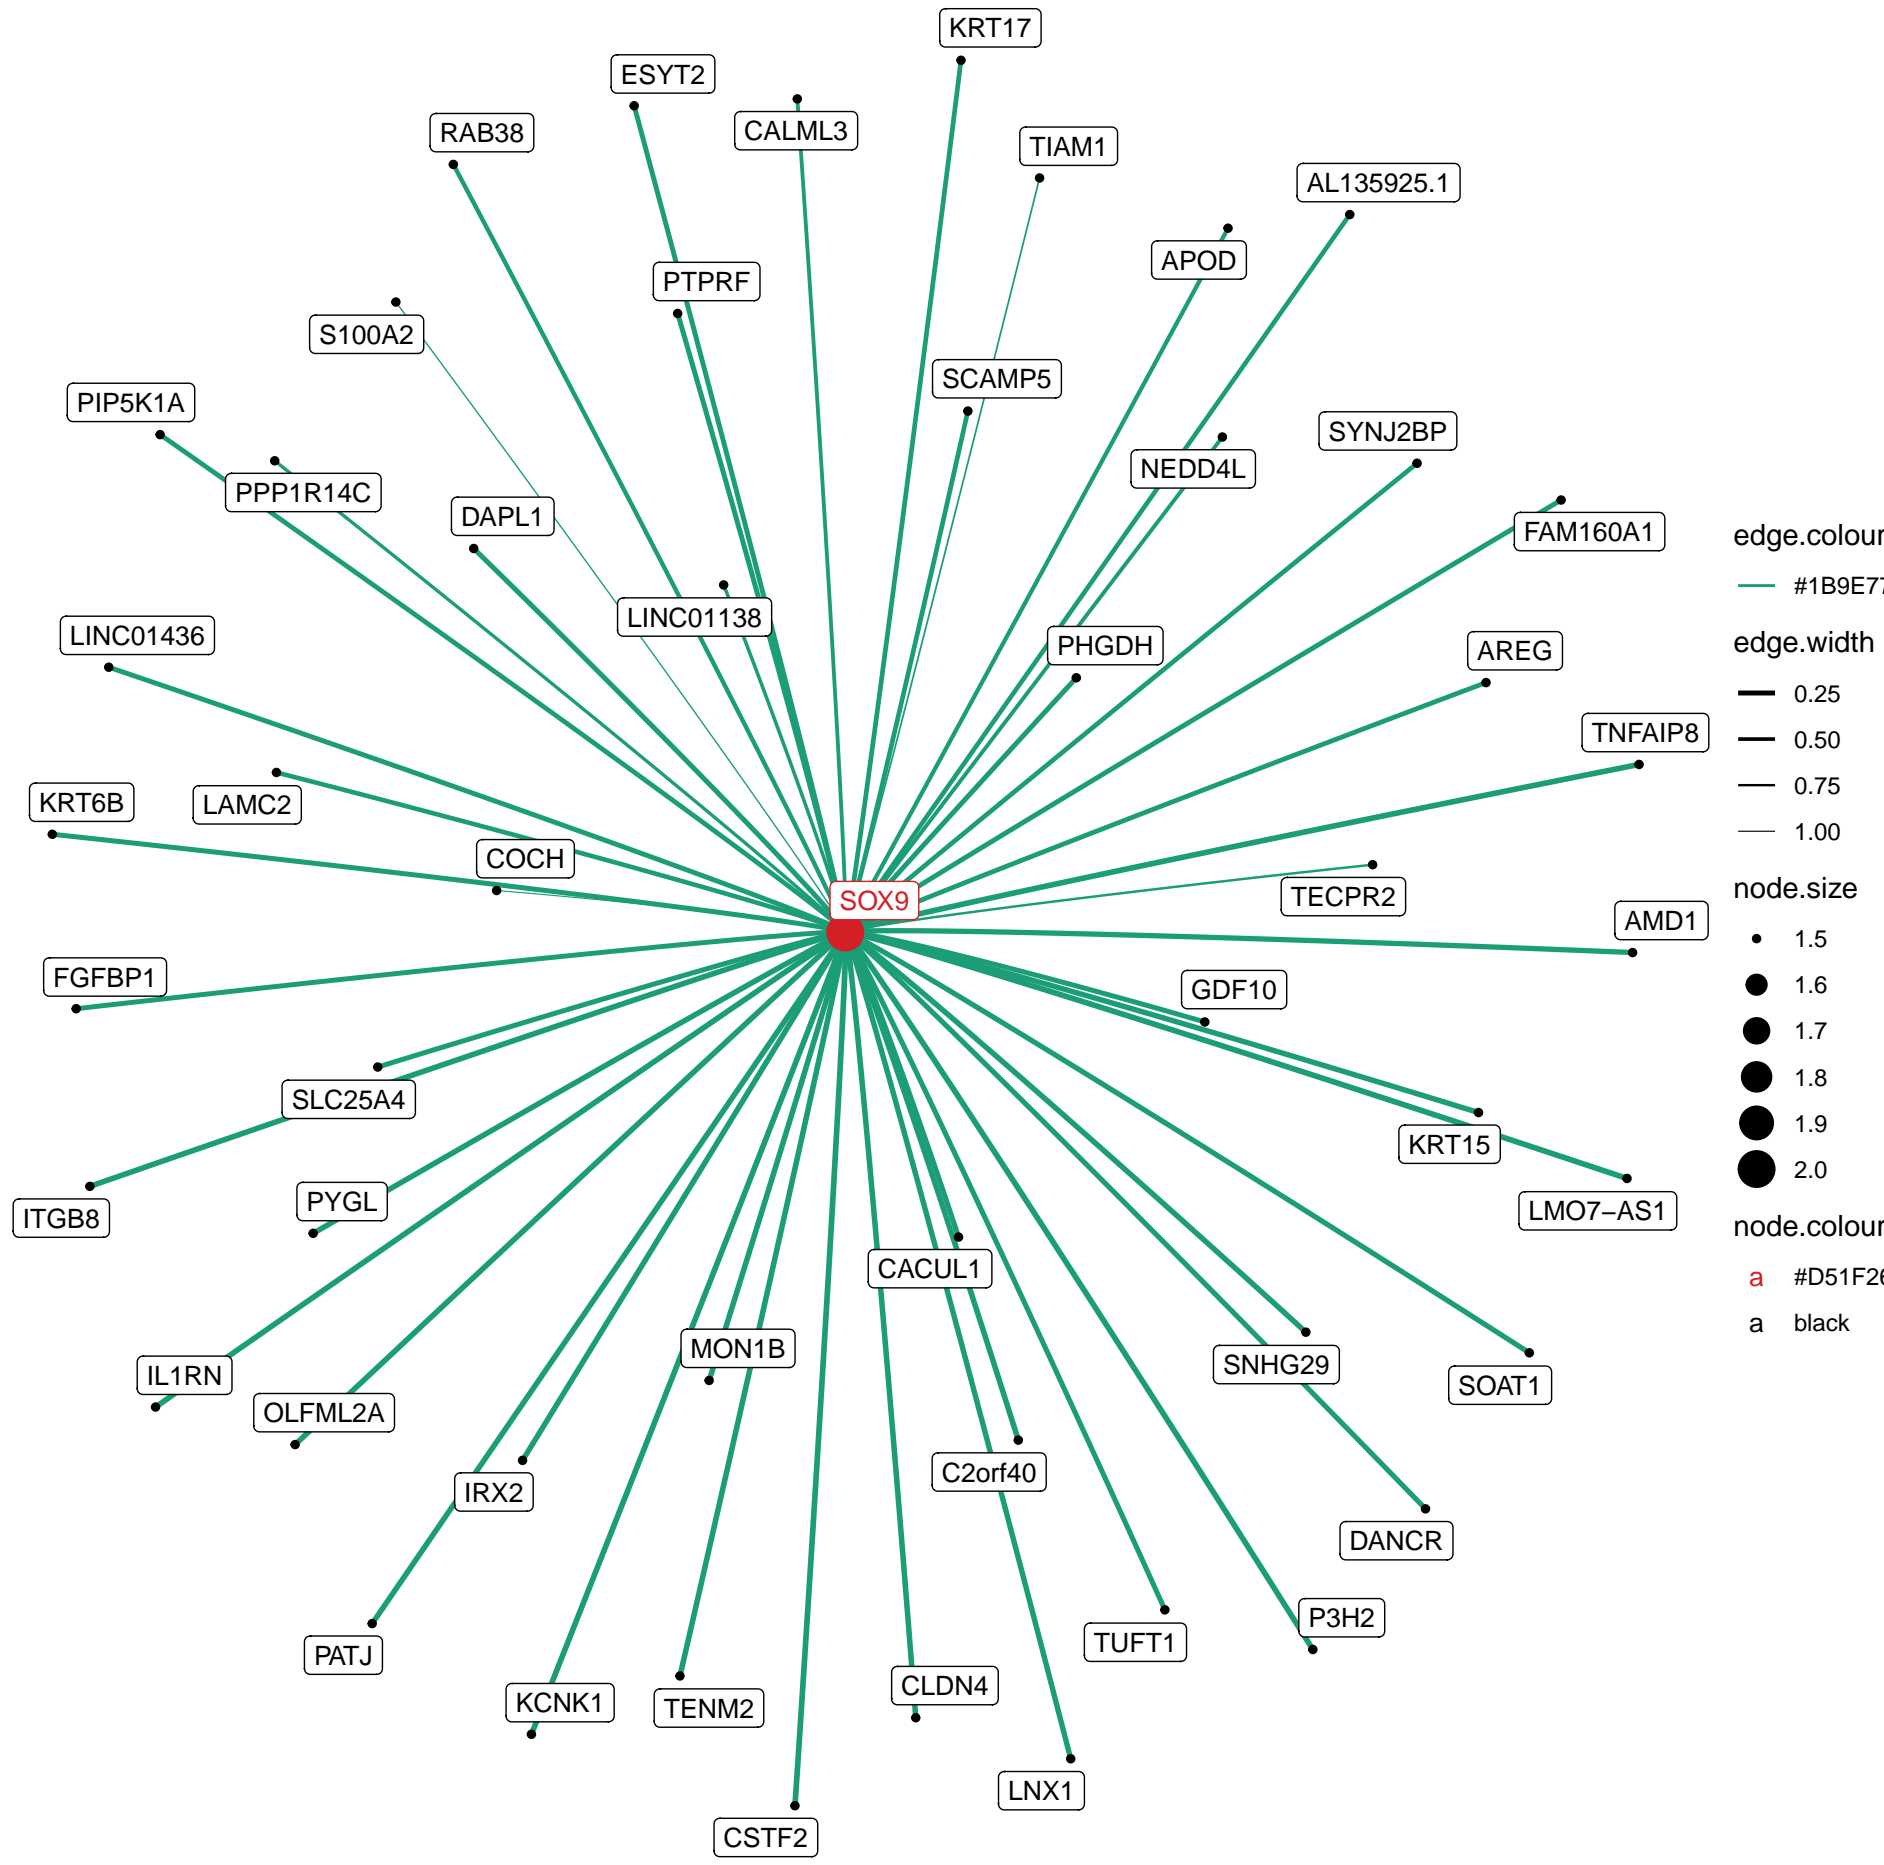 KRT17
ESYT2
CALML3
RAB38
TIAM1
AL135925.1
APOD
PTPRF
S100A2
SCAMP5
PIP5K1A
SYNJ2BP
NEDD4L
PPP1R14C
DAPL1
FAM160A1
LINC01138
LINC01436
PHGDH
AREG
TNFAIP8
KRT6B
LAMC2
COCH
SOX9
TECPR2
AMD1
FGFBP1
GDF10
SLC25A4
KRT15
ITGB8
PYGL
LMO7−AS1
CACUL1
MON1B
SNHG29
IL1RN
SOAT1
OLFML2A
C2orf40
IRX2
DANCR
P3H2
TUFT1
PATJ
CLDN4
KCNK1
TENM2
LNX1
CSTF2
edge.colour
#1B9E77
edge.width
0.25
0.50
0.75
1.00
node.size
1.5
1.6
1.7
1.8
1.9
2.0
node.colour
a #D51F26
a black